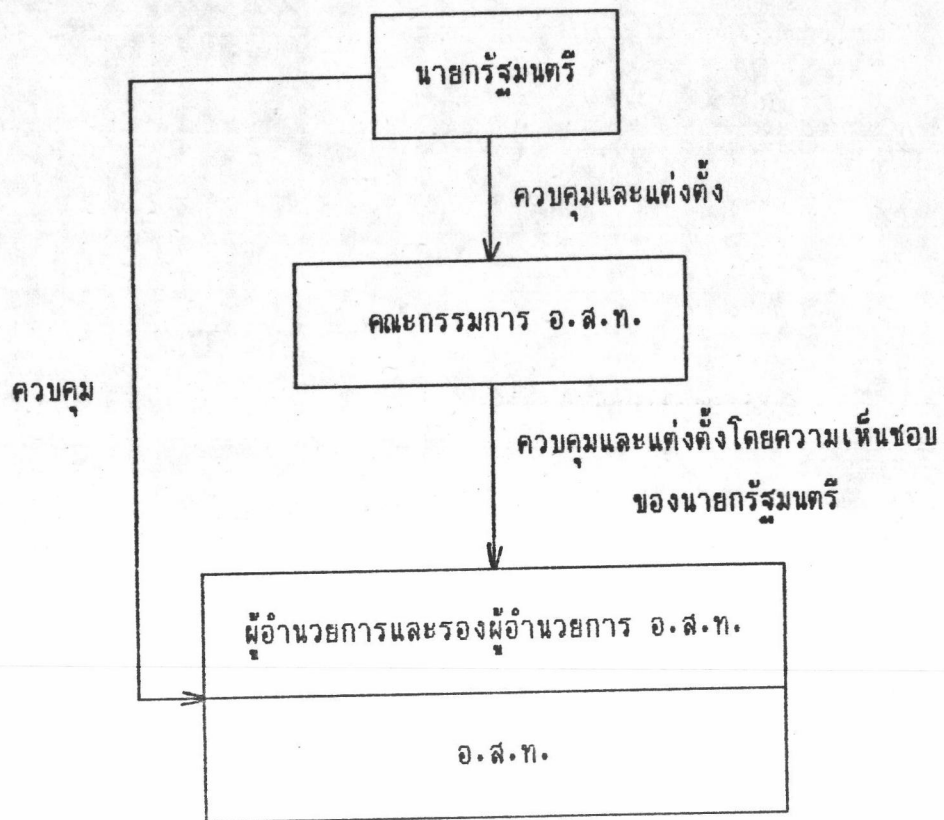 นายกรัฐมนตรี
ควบคุมและแต่งตั้ง
คณะกรรมการ อ.ส.ท.
ควบคุม
ควบคุมและแต่งตั้งโดยความเห็นชอบ
ของนายกรัฐมนตรี
ผู้อำนวยการและรองผู้อำนวยการ อ.ส.ท.
อ.ส.ท.